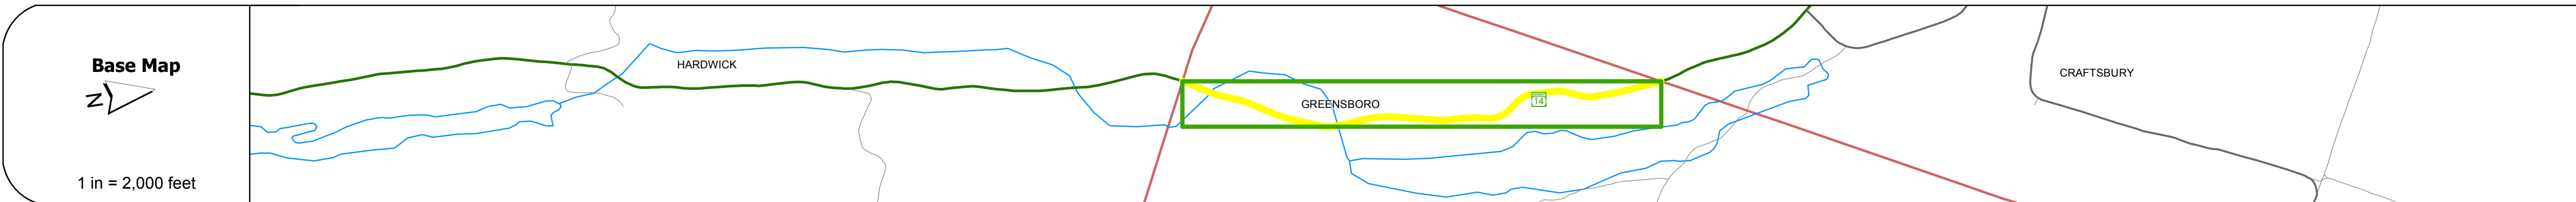 Base Map
N
1 in = 2,000 feet
HARDWICK
GREENSBORO
14
CRAFTSBURY